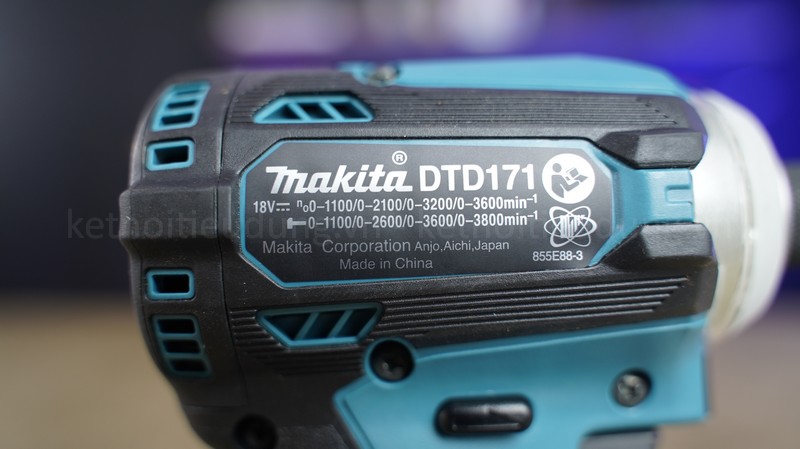 makita® DTD171
18V⎓ n₀0-1100/0-2100/0-3200/0-3600min⁻¹
0-1100/0-2600/0-3600/0-3800min⁻¹
Makita Corporation Anjo,Aichi,Japan
Made in China
855E88-3